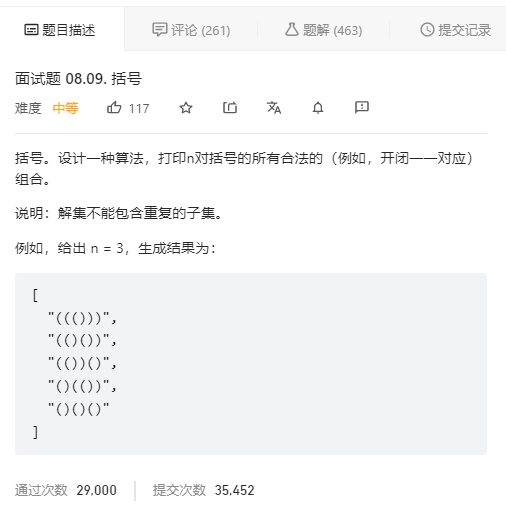 题目描述 评论 (261) 题解 (463) 提交记录
面试题 08.09. 括号
难度 中等 117
括号。设计一种算法，打印n对括号的所有合法的（例如，开闭一一对应）
组合。
说明：解集不能包含重复的子集。
例如，给出 n = 3，生成结果为：
[
"((()))",
"(()())",
"(())()",
"()(())",
"()()()"
]
通过次数 29,000 提交次数 35,452